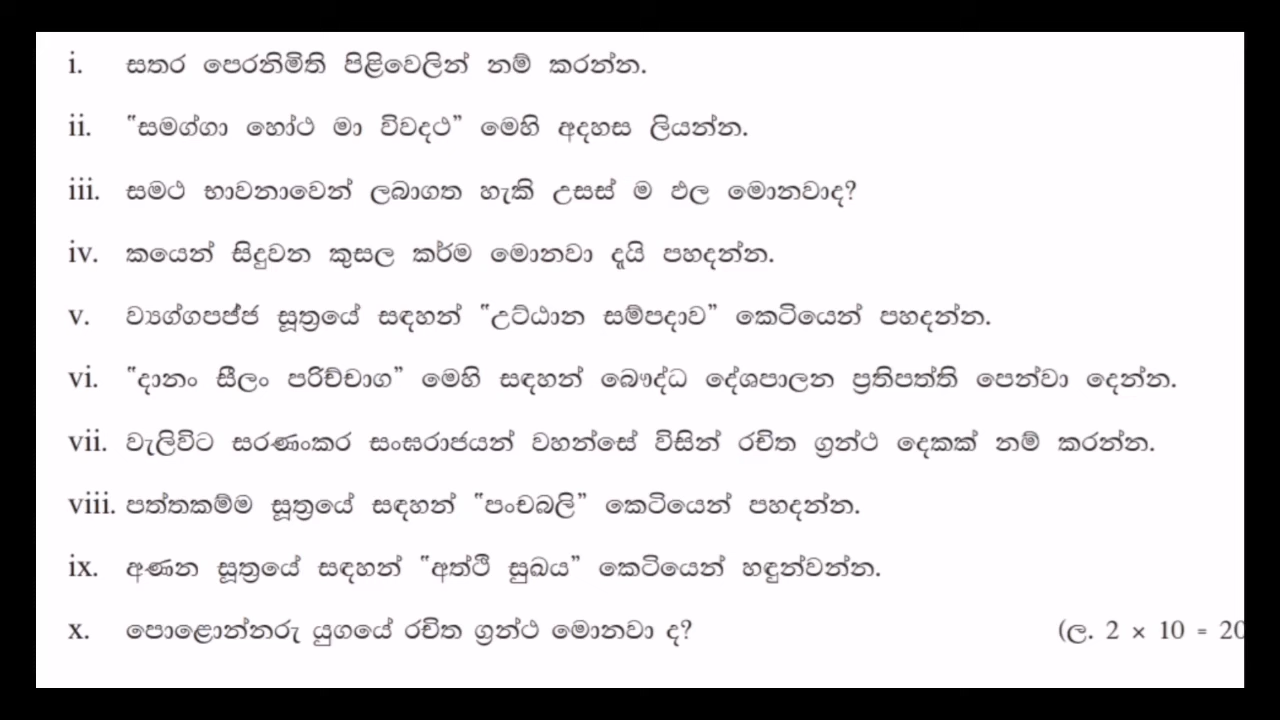 i. සතර පෙරනිමිති පිළිවෙලින් නම් කරන්න.
ii. "සමග්ගා හෝථ මා විවදථ" මෙහි අදහස ලියන්න.
iii. සමථ භාවනාවෙන් ලබාගත හැකි උසස් ම ඵල මොනවාද?
iv. කයෙන් සිදුවන කුසල කර්ම මොනවා දැයි පහදන්න.
v. ව්‍යග්ගපජ්ජ සූත්‍රයේ සඳහන් "උට්ඨාන සම්පදාව" කෙටියෙන් පහදන්න.
vi. "දානං සීලං පරිච්චාග" මෙහි සඳහන් බෞද්ධ දේශපාලන ප්‍රතිපත්ති පෙන්වා දෙන්න.
vii. වැලිවිට සරණංකර සංඝරාජයන් වහන්සේ විසින් රචිත ග්‍රන්ථ දෙකක් නම් කරන්න.
viii. පත්තකම්ම සූත්‍රයේ සඳහන් "පංචබලි" කෙටියෙන් පහදන්න.
ix. අණන සූත්‍රයේ සඳහන් "අත්ථි සුඛය" කෙටියෙන් හඳුන්වන්න.
x. පොළොන්නරු යුගයේ රචිත ග්‍රන්ථ මොනවා ද? (ල. 2 × 10 = 20